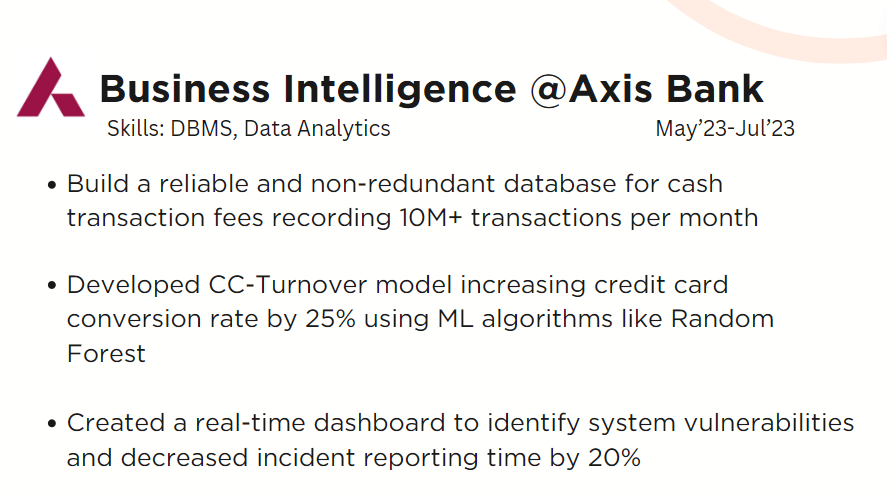 Business Intelligence @Axis Bank
Skills: DBMS, Data Analytics May’23-Jul’23
• Build a reliable and non-redundant database for cash
transaction fees recording 10M+ transactions per month
• Developed CC-Turnover model increasing credit card
conversion rate by 25% using ML algorithms like Random
Forest
• Created a real-time dashboard to identify system vulnerabilities
and decreased incident reporting time by 20%